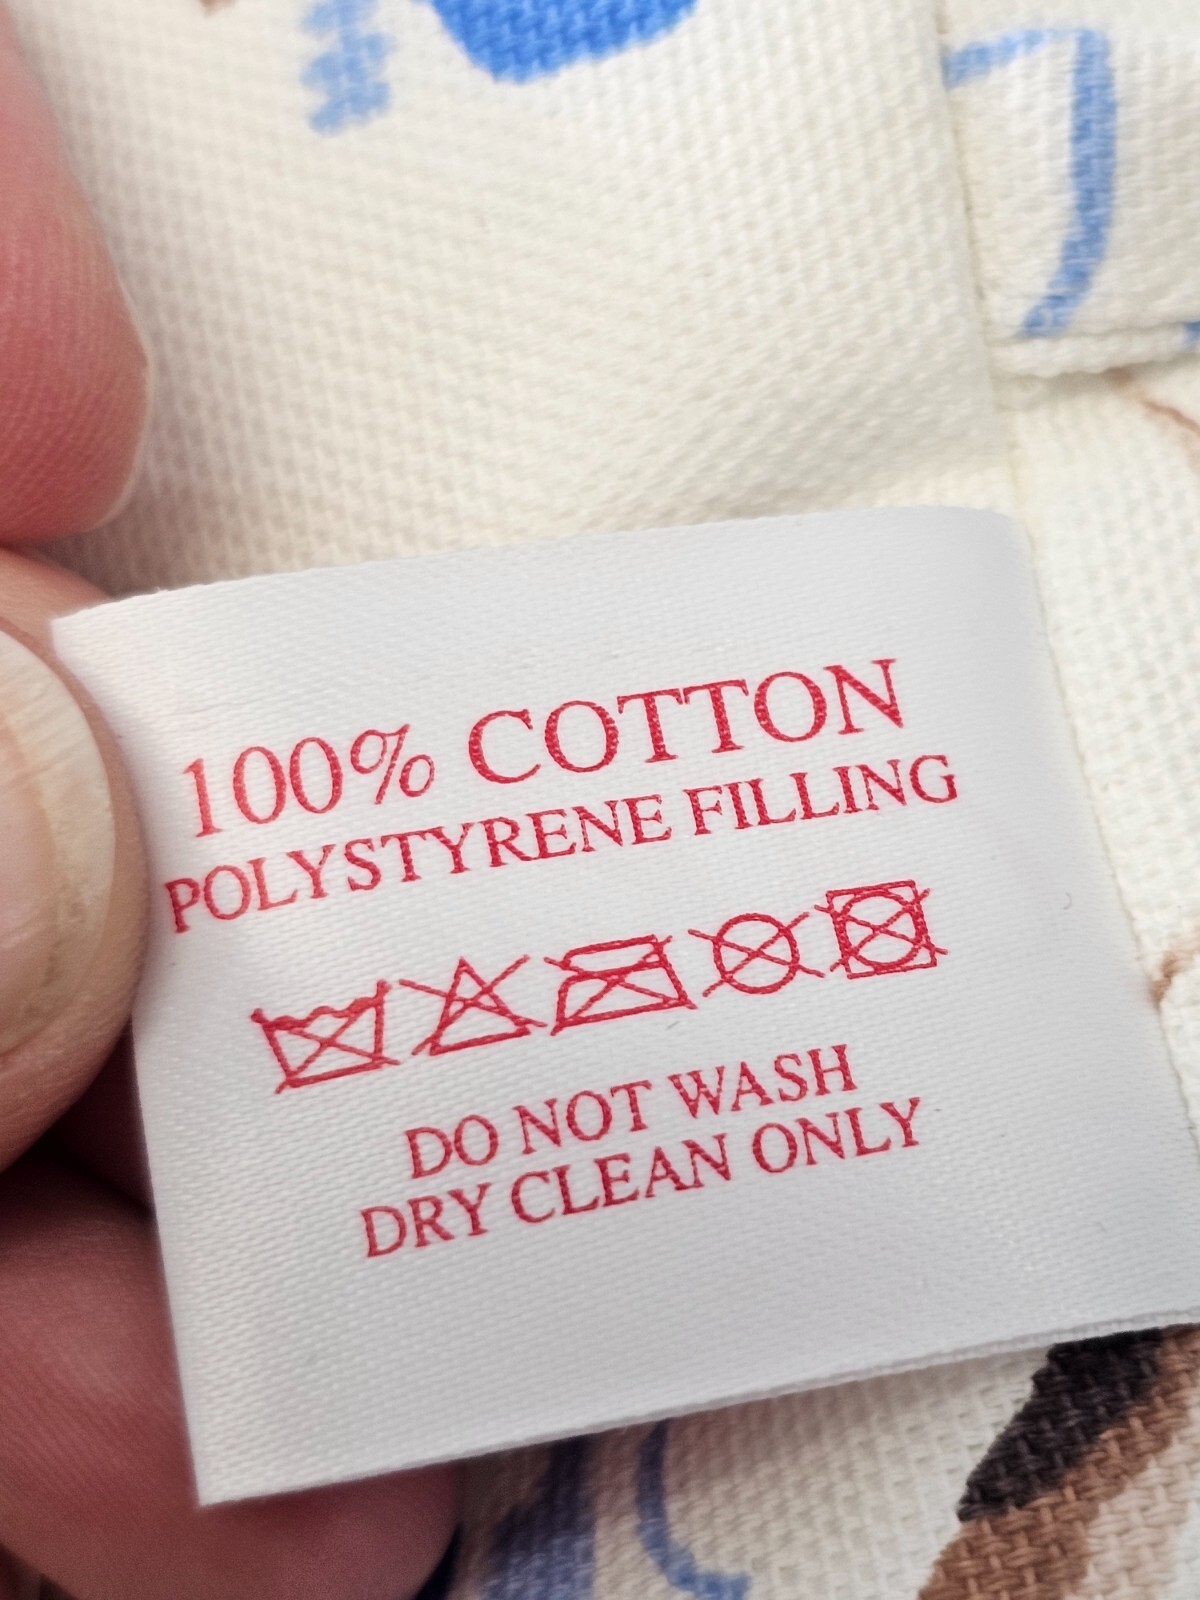 100% COTTON
POLYSTYRENE FILLING
DO NOT WASH
DRY CLEAN ONLY